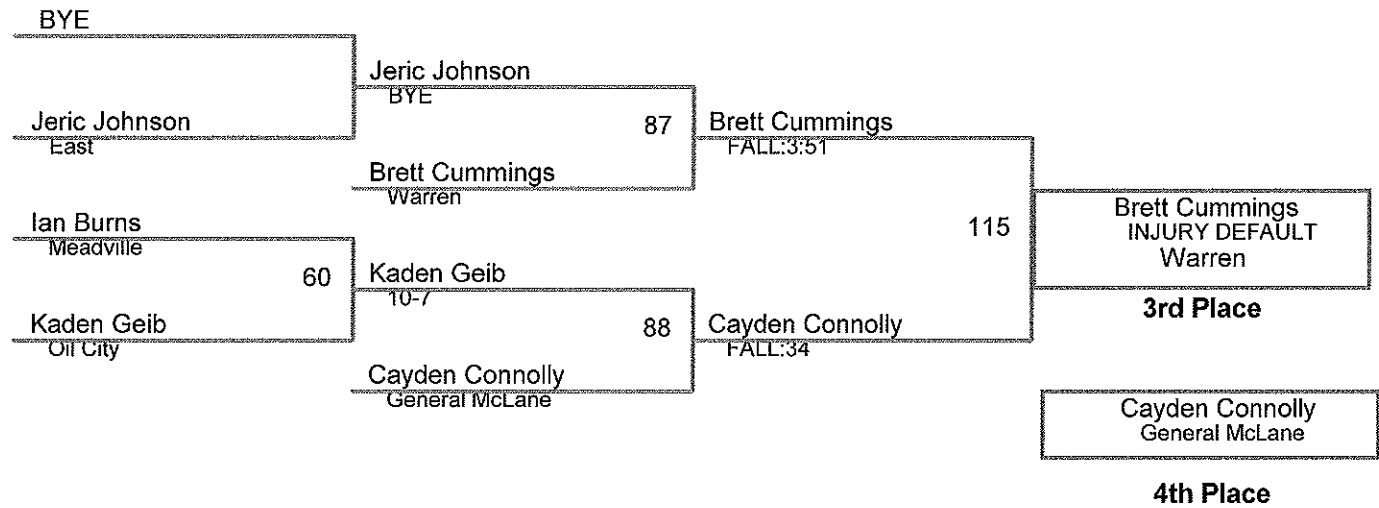 BYE
Jeric Johnson
BYE
Jeric Johnson
East
87
Brett Cummings
FALL:3:51
Brett Cummings
Warren
Ian Burns
Meadville
60
Kaden Geib
10-7
Kaden Geib
Oil City
88
Cayden Connolly
FALL:34
Cayden Connolly
General McLane
115
Brett Cummings
INJURY DEFAULT
Warren
3rd Place
Cayden Connolly
General McLane
4th Place